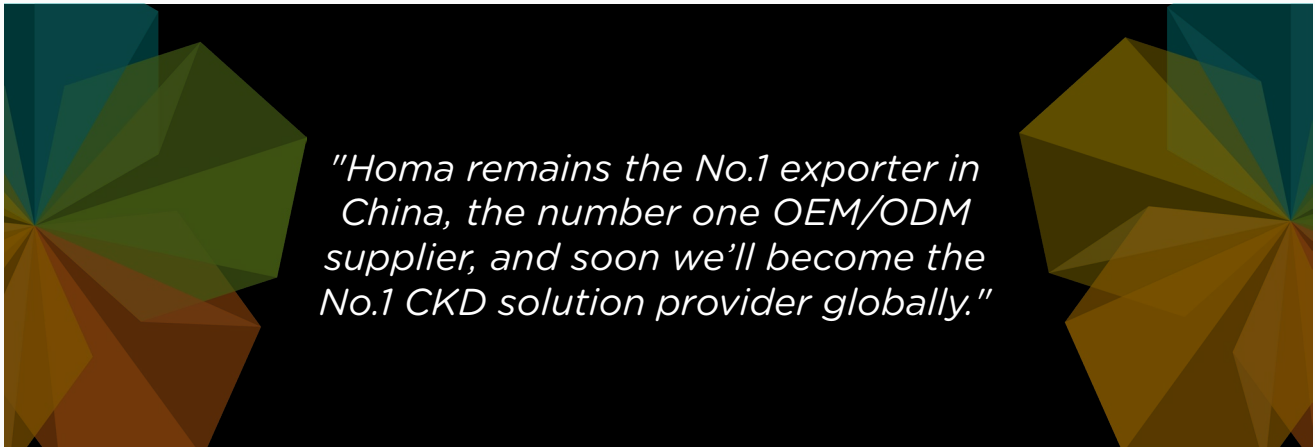 "Homa remains the No.1 exporter in
China, the number one OEM/ODM
supplier, and soon we’ll become the
No.1 CKD solution provider globally."